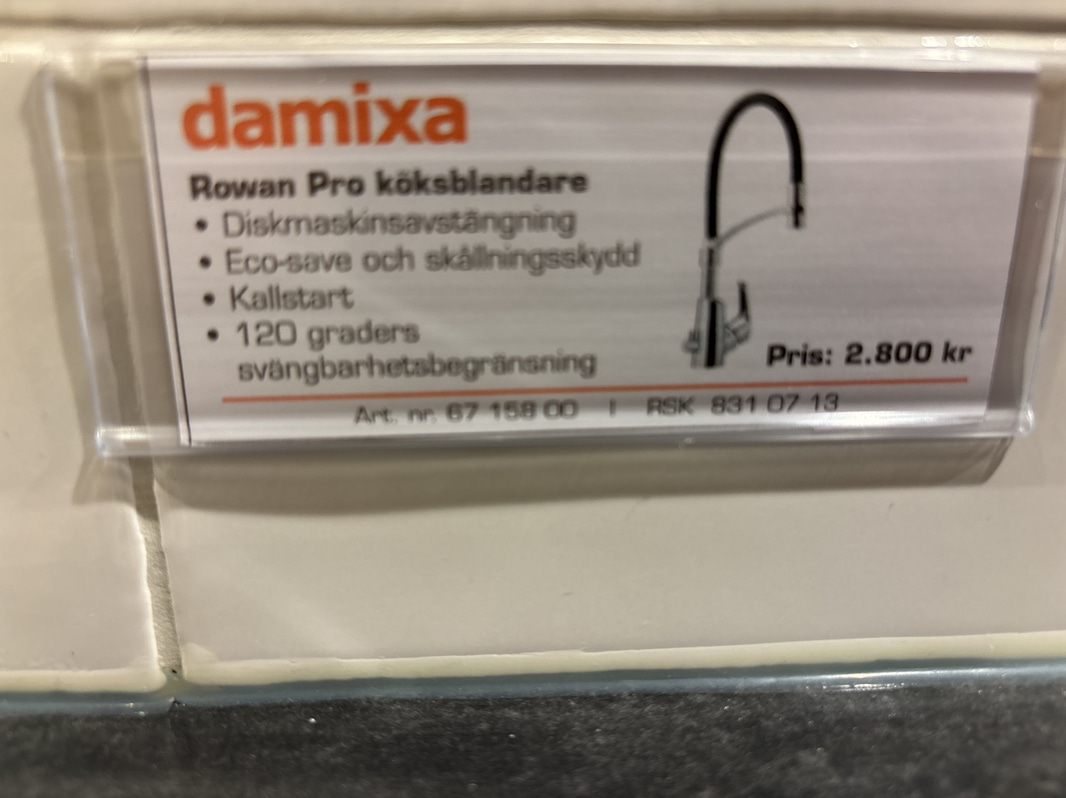 damixa
Rowan Pro köksblandare
• Diskmaskinsavstängning
• Eco-save och skållningsskydd
• Kallstart
• 120 graders
svängbarhetsbegränsning
Pris: 2.800 kr
Art. nr. 67 158 00 | RSK 831 07 13